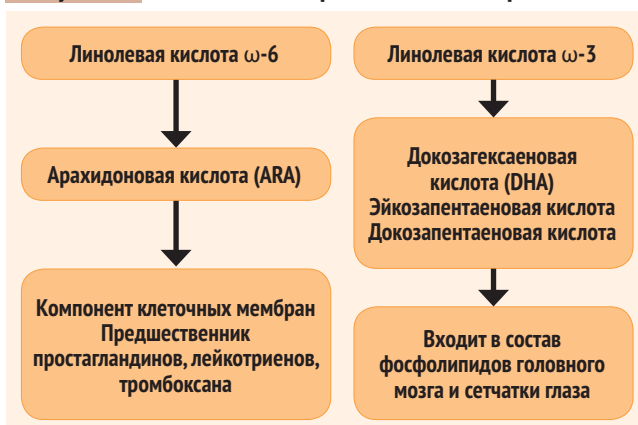 Линолевая кислота ω-6
Арахидоновая кислота (ARA)
Компонент клеточных мембран
Предшественник
простагландинов, лейкотриенов,
тромбоксана
Линолевая кислота ω-3
Докозагексаеновая
кислота (DHA)
Эйкозапентаеновая кислота
Докозапентаеновая кислота
Входит в состав
фосфолипидов головного
мозга и сетчатки глаза